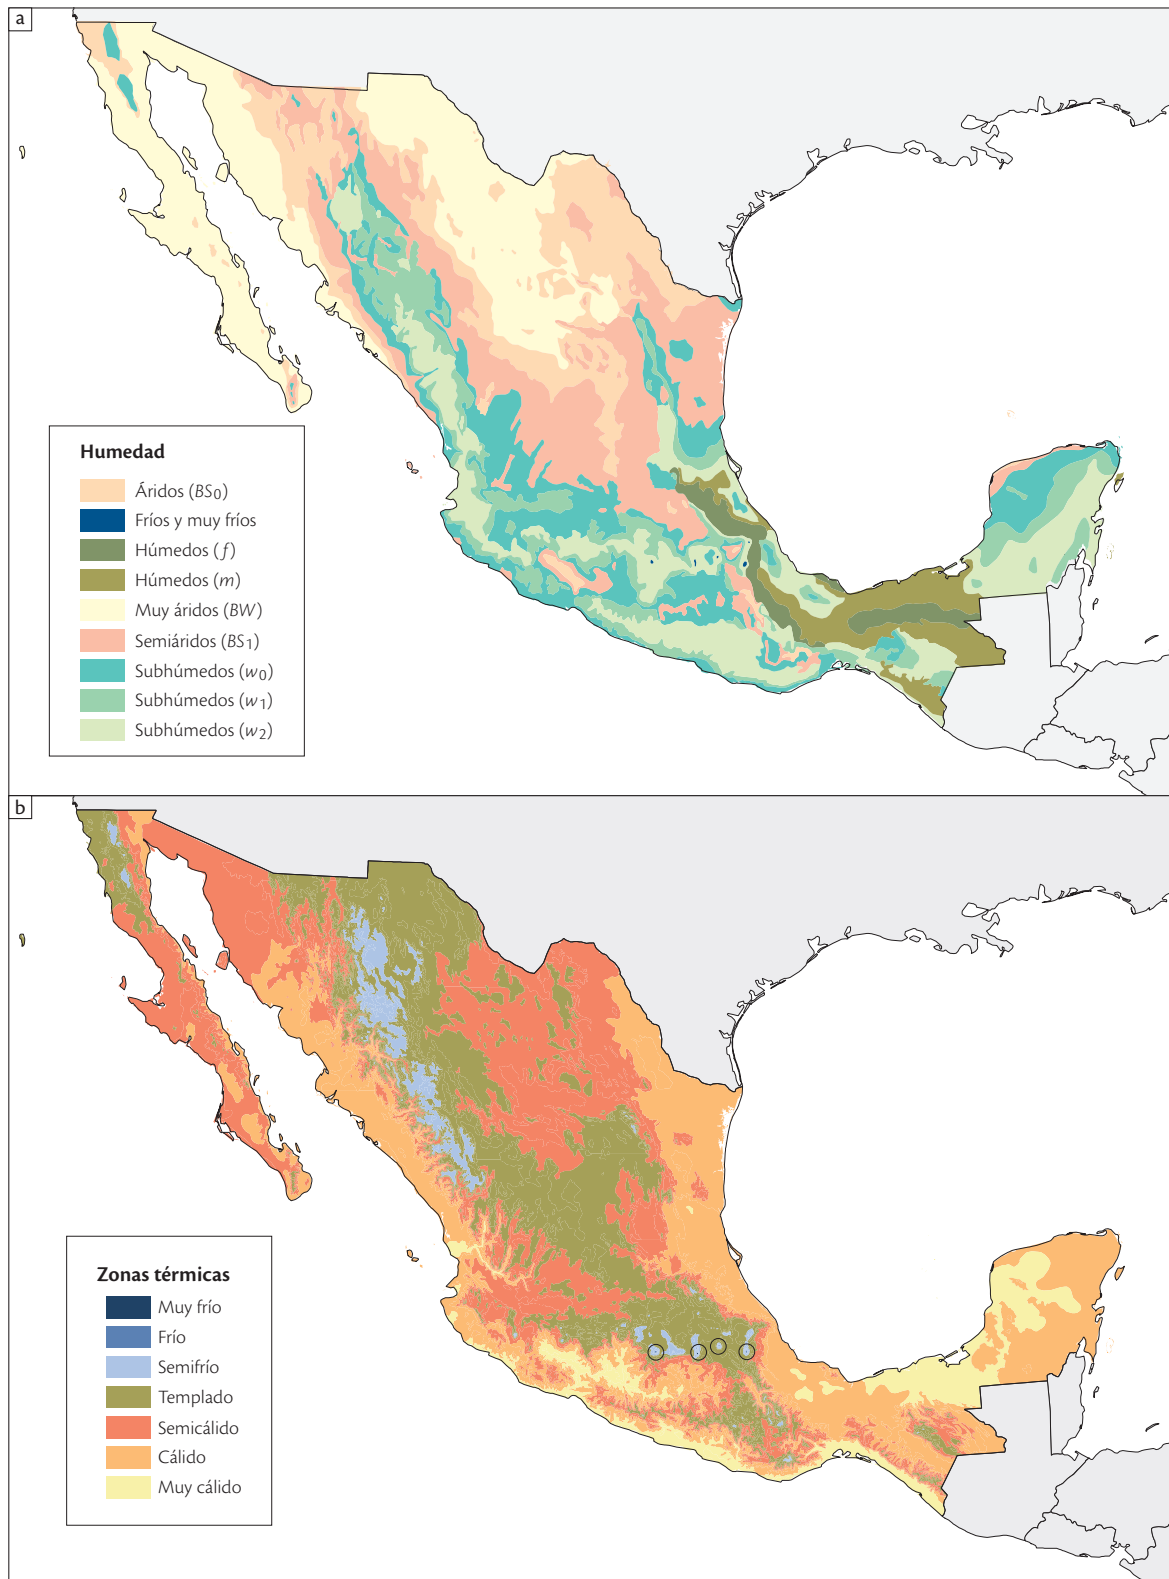 a
Humedad
Áridos (BS0)
Fríos y muy fríos
Húmedos (f)
Húmedos (m)
Muy áridos (BW)
Semiáridos (BS1)
Subhúmedos (w0)
Subhúmedos (w1)
Subhúmedos (w2)
b
Zonas térmicas
Muy frío
Frío
Semifrío
Templado
Semicálido
Cálido
Muy cálido